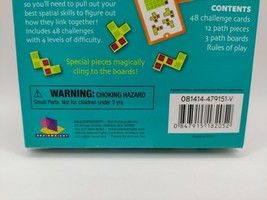 so you'll need to pull out your
spatial skills to figure out
how they link together!
Includes 48 challenges
with 4 levels of difficulty.
CONTENTS
48 challenge cards
12 path pieces
3 path boards
Rules of play
Special pieces magically
cling to the boards!
WARNING: CHOKING HAZARD
Small Parts. Not for children under 3 yrs.
081414-479151-V
0 847915 182052